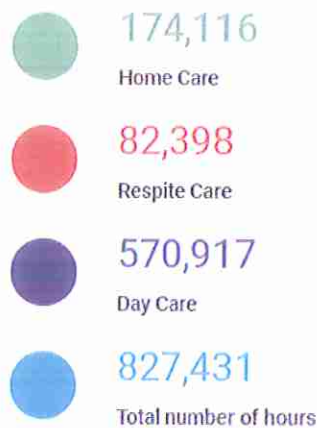 174,116
Home Care
82,398
Respite Care
570,917
Day Care
827,431
Total number of hours